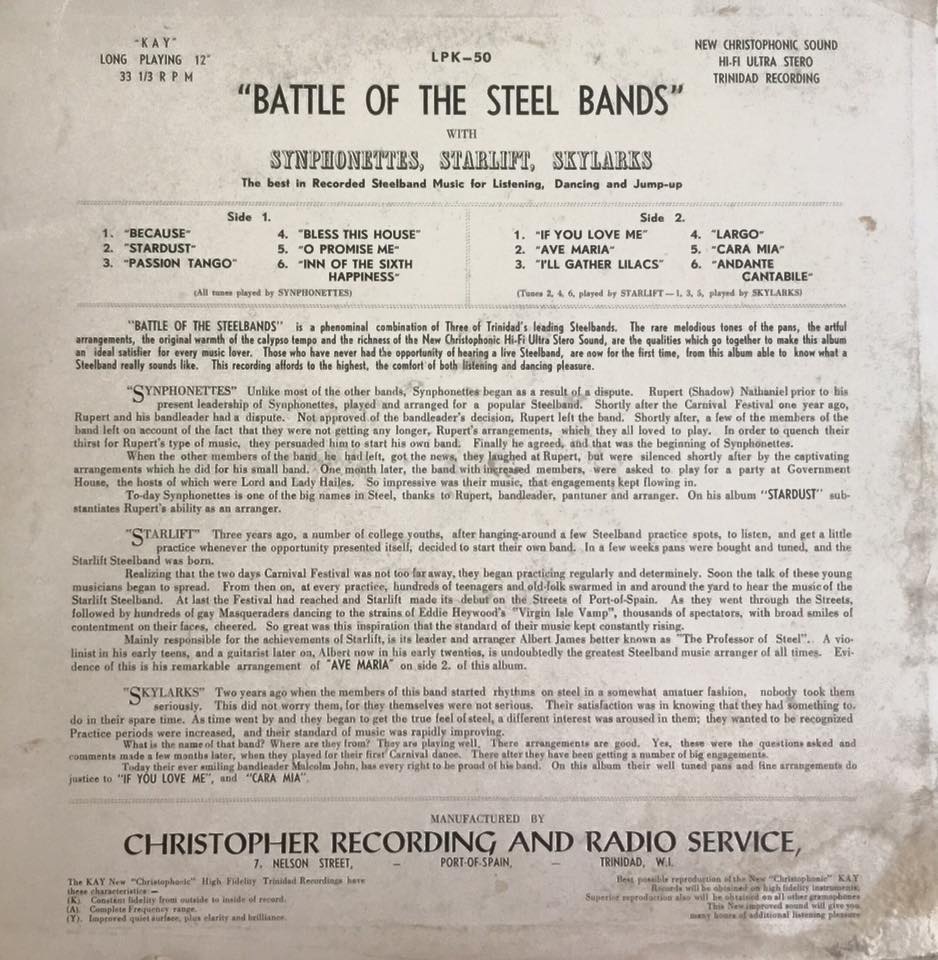 "KAY"
LONG PLAYING 12"
33 1/3 R P M
LPK-50
NEW CHRISTOPHONIC SOUND
HI-FI ULTRA STERO
TRINIDAD RECORDING
"BATTLE OF THE STEEL BANDS"
WITH
SYNPHONETTES, STARLIFT, SKYLARKS
The best in Recorded Steelband Music for Listening, Dancing and Jump-up
Side 1.
1. "BECAUSE"
2. "STARDUST"
3. "PASSION TANGO"
4. "BLESS THIS HOUSE"
5. "O PROMISE ME"
6. "INN OF THE SIXTH
HAPPINESS"
(All tunes played by SYNPHONETTES)
Side 2.
1. "IF YOU LOVE ME"
2. "AVE MARIA"
3. "I'LL GATHER LILACS"
4. "LARGO"
5. "CARA MIA"
6. "ANDANTE
CANTABILE"
(Tunes 2, 4, 6, played by STARLIFT — 1, 3, 5, played by SKYLARKS)
"BATTLE OF THE STEELBANDS" is a phenominal combination of Three of Trinidad's leading Steelbands. The rare melodious tones of the pans, the artful
arrangements, the original warmth of the calypso tempo and the richness of the New Christophonic Hi-Fi Ultra Stero Sound, are the qualities which go together to make this album
an ideal satisfier for every music lover. Those who have never had the opportunity of hearing a live Steelband, are now for the first time, from this album able to know what a
Steelband really sounds like. This recording affords to the highest, the comfort of both listening and dancing pleasure.
"SYNPHONETTES" Unlike most of the other bands, Synphonettes began as a result of a dispute. Rupert (Shadow) Nathaniel prior to his
present leadership of Synphonettes, played and arranged for a popular Steelband. Shortly after the Carnival Festival one year ago,
Rupert and his bandleader had a dispute. Not approved of the bandleader's decision, Rupert left the band. Shortly after, a few of the members of the
band left on account of the fact that they were not getting any longer, Rupert's arrangements, which they all loved to play. In order to quench their
thirst for Rupert's type of music, they persuaded him to start his own band. Finally he agreed, and that was the beginning of Synphonettes.
When the other members of the band he had left, got the news, they laughed at Rupert, but were silenced shortly after by the captivating
arrangements which he did for his small band. One month later, the band with increased members, were asked to play for a party at Government
House, the hosts of which were Lord and Lady Hailes. So impressive was their music, that engagements kept flowing in.
To-day Synphonettes is one of the big names in Steel, thanks to Rupert, bandleader, pantuner and arranger. On his album "STARDUST" sub-
stantiates Rupert's ability as an arranger.
"STARLIFT" Three years ago, a number of college youths, after hanging-around a few Steelband practice spots, to listen, and get a little
practice whenever the opportunity presented itself, decided to start their own band. In a few weeks pans were bought and tuned, and the
Starlift Steelband was born.
Realizing that the two days Carnival Festival was not too far away, they began practicing regularly and determinely. Soon the talk of these young
musicians began to spread. From then on, at every practice, hundreds of teenagers and old-folk swarmed in and around the yard to hear the music of the
Starlift Steelband. At last the Festival had reached and Starlift made its debut on the Streets of Port-of-Spain. As they went through the Streets,
followed by hundreds of gay Masqueraders dancing to the strains of Eddie Heywood's "Virgin Isle Vamp", thousands of spectators, with broad smiles of
contentment on their faces, cheered. So great was this inspiration that the standard of their music kept constantly rising.
Mainly responsible for the achievements of Starlift, is its leader and arranger Albert James better known as "The Professor of Steel".. A vio-
linist in his early teens, and a guitarist later on, Albert now in his early twenties, is undoubtedly the greatest Steelband music arranger of all times. Evi-
dence of this is his remarkable arrangement of "AVE MARIA" on side 2. of this album.
"SKYLARKS" Two years ago when the members of this band started rhythms on steel in a somewhat amatuer fashion, nobody took them
seriously. This did not worry them, for they themselves were not serious. Their satisfaction was in knowing that they had something to
do in their spare time. As time went by and they began to get the true feel of steel, a different interest was aroused in them; they wanted to be recognized
Practice periods were increased, and their standard of music was rapidly improving.
What is the name of that band? Where are they from? They are playing well. There arrangements are good. Yes, these were the questions asked and
comments made a few months later, when they played for their first Carnival dance. There after they have been getting a number of big engagements.
Today their ever smiling bandleader Malcolm John, has every right to be proud of his band. On this album their well tuned pans and fine arrangements do
justice to "IF YOU LOVE ME", and "CARA MIA".
MANUFACTURED BY
CHRISTOPHER RECORDING AND RADIO SERVICE,
7. NELSON STREET, — PORT-OF-SPAIN, — TRINIDAD, W.I.
The KAY New "Christophonic" High Fidelity Trinidad Recordings have
these characteristics —
(K). Constant fidelity from outside to inside of record.
(A). Complete Frequency range.
(Y). Improved quiet surface, plus clarity and brilliance.
Best possible reproduction of the New "Christophonic" KAY
Records will be obtained on high fidelity instruments,
Superior reproduction also will be obtained on all other gramophones
This New improved sound will give you
many hours of additional listening pleasure